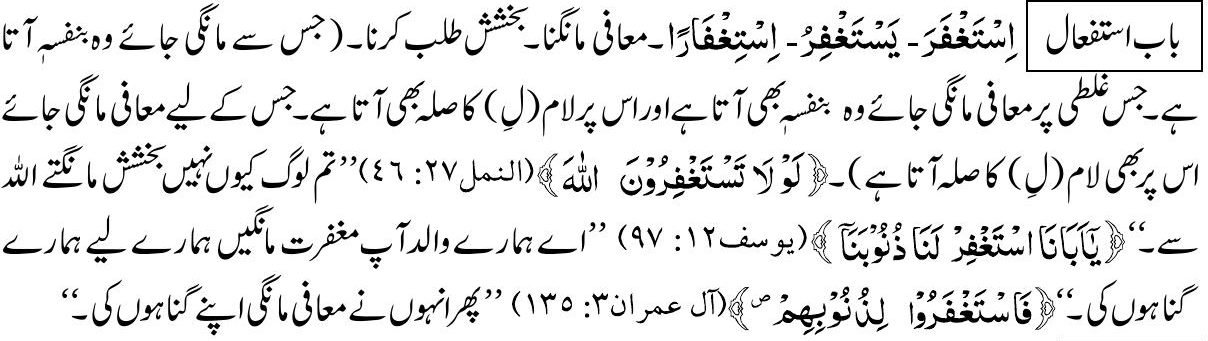 باب استفعال اِسْتَغْفَرَ - یَسْتَغْفِرُ - اِسْتِغْفَارًا۔ معافی مانگنا۔ بخشش طلب کرنا۔ (جس سے مانگی جائے وہ بنفسہٖ آتا
ہے۔ جس غلطی پر معافی مانگی جائے وہ بنفسہٖ بھی آتا ہے اور اس پر لام (لِ) کا صلہ بھی آتا ہے۔ جس کے لیے معافی مانگی جائے
اس پر بھی لام (لِ) کا صلہ آتا ہے)۔ ﴿لَوْ لَا تَسْتَغْفِرُوْنَ اللّٰهَ﴾ (النمل ۲۷: ۴۶) ’’تم لوگ کیوں نہیں بخشش مانگتے اللہ
سے۔‘‘ ﴿یٰۤاَبَانَا اسْتَغْفِرْ لَنَا ذُنُوْبَنَاۤ﴾ (یوسف ۱۲: ۹۷) ’’اے ہمارے والد آپ مغفرت مانگیں ہمارے لیے ہمارے
گناہوں کی۔‘‘ ﴿فَاسْتَغْفَرُوْا لِذُنُوْبِهِمْ ۪﴾ (آل عمران ۳: ۱۳۵) ’’پھر انہوں نے معافی مانگی اپنے گناہوں کی۔‘‘